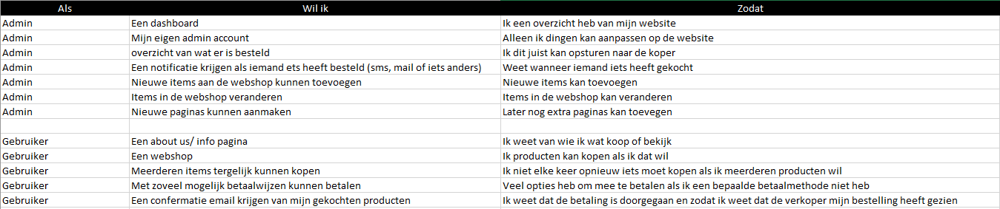 Als Wil ik Zodat
Admin Een dashboard Ik een overzicht heb van mijn website
Admin Mijn eigen admin account Alleen ik dingen kan aanpassen op de website
Admin overzicht van wat er is besteld Ik dit juist kan opsturen naar de koper
Admin Een notificatie krijgen als iemand ets heeft besteld (sms, mail of iets anders) Weet wanneer iemand iets heeft gekocht
Admin Nieuwe items aan de webshop kunnen toevoegen Nieuwe items kan toevoegen
Admin Items in de webshop veranderen Items in de webshop kan veranderen
Admin Nieuwe paginas kunnen aanmaken Later nog extra paginas kan toevegen
Gebruiker Een about us/ info pagina Ik weet van wie ik wat koop of bekijk
Gebruiker Een webshop Ik producten kan kopen als ik dat wil
Gebruiker Meerderen items tergelijk kunnen kopen Ik niet elke keer opnieuw iets moet kopen als ik meerderen producten wil
Gebruiker Met zoveel mogelijk betaalwijzen kunnen betalen Veel opties heb om mee te betalen als ik een bepaalde betaalmethode niet heb
Gebruiker Een confermatie email krijgen van mijn gekochten producten Ik weet dat de betaling is doorgegaan en zodat ik weet dat de verkoper mijn bestelling heeft gezien